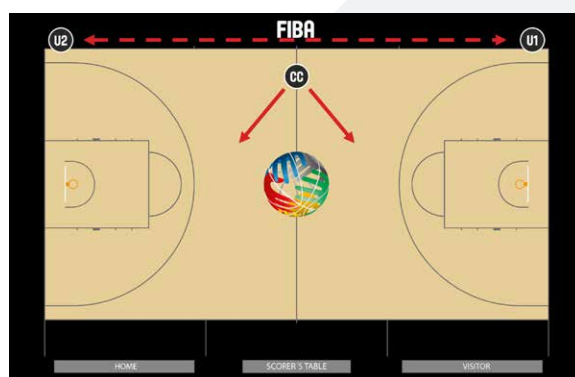 FIBA
U2
U1
CC
HOME
SCORER´S TABLE
VISITOR